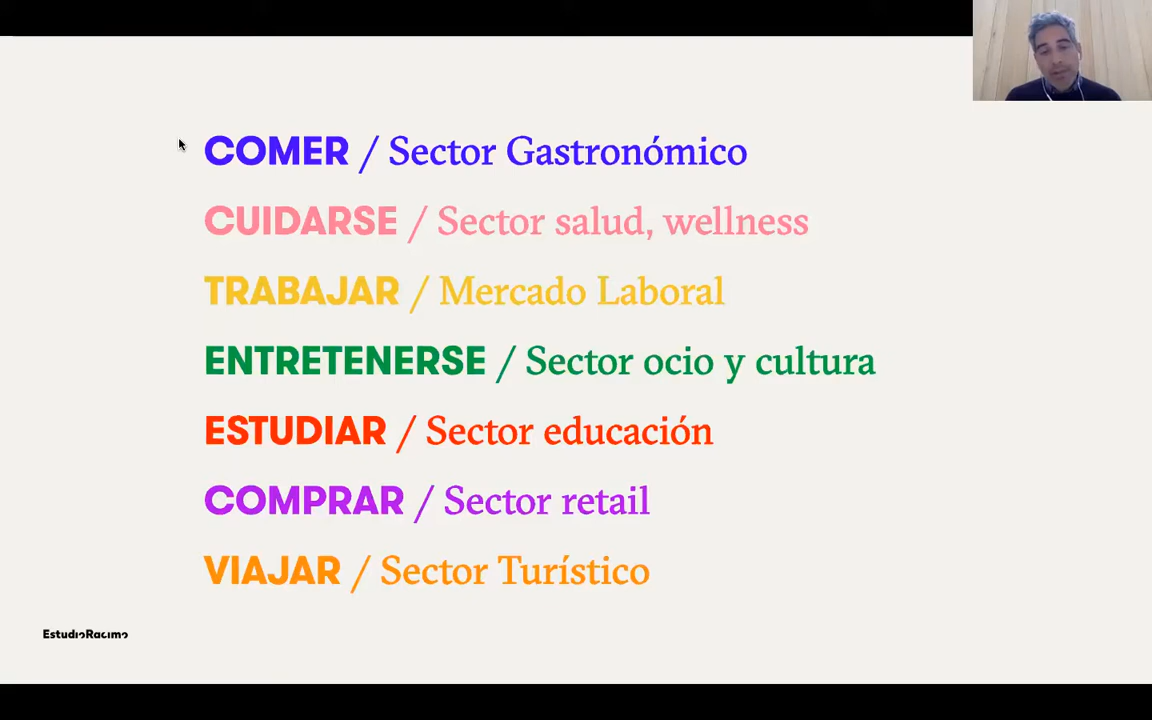 COMER / Sector Gastronómico
CUIDARSE / Sector salud, wellness
TRABAJAR / Mercado Laboral
ENTRETENERSE / Sector ocio y cultura
ESTUDIAR / Sector educación
COMPRAR / Sector retail
VIAJAR / Sector Turístico
EstudioRacimo